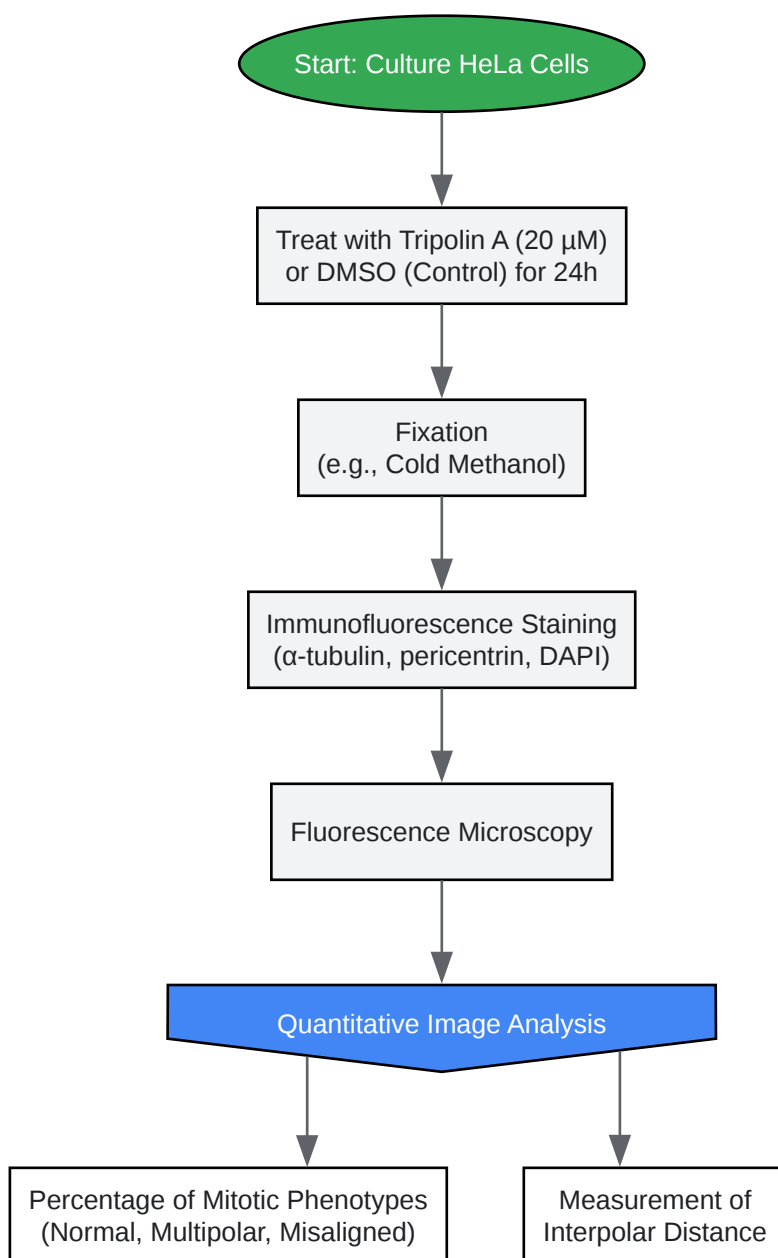 Start: Culture HeLa Cells
Treat with Tripolin A (20 µM)
or DMSO (Control) for 24h
Fixation
(e.g., Cold Methanol)
Immunofluorescence Staining
(α-tubulin, pericentrin, DAPI)
Fluorescence Microscopy
Quantitative Image Analysis
Percentage of Mitotic Phenotypes
(Normal, Multipolar, Misaligned)
Measurement of
Interpolar Distance